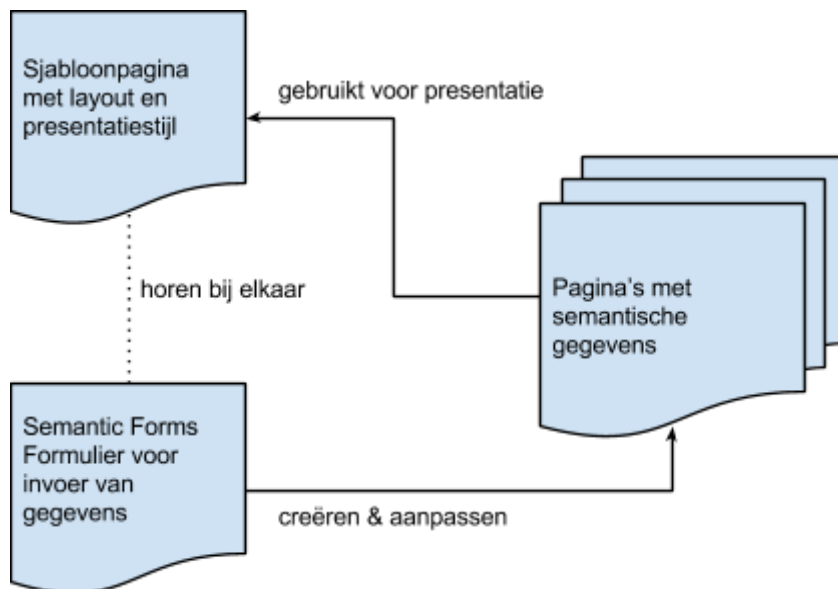 Sjabloonpagina
met layout en
presentatiestijl
gebruikt voor presentatie
horen bij elkaar
Pagina's met
semantische
gegevens
Semantic Forms
Formulier voor
invoer van
gegevens
creëren & aanpassen